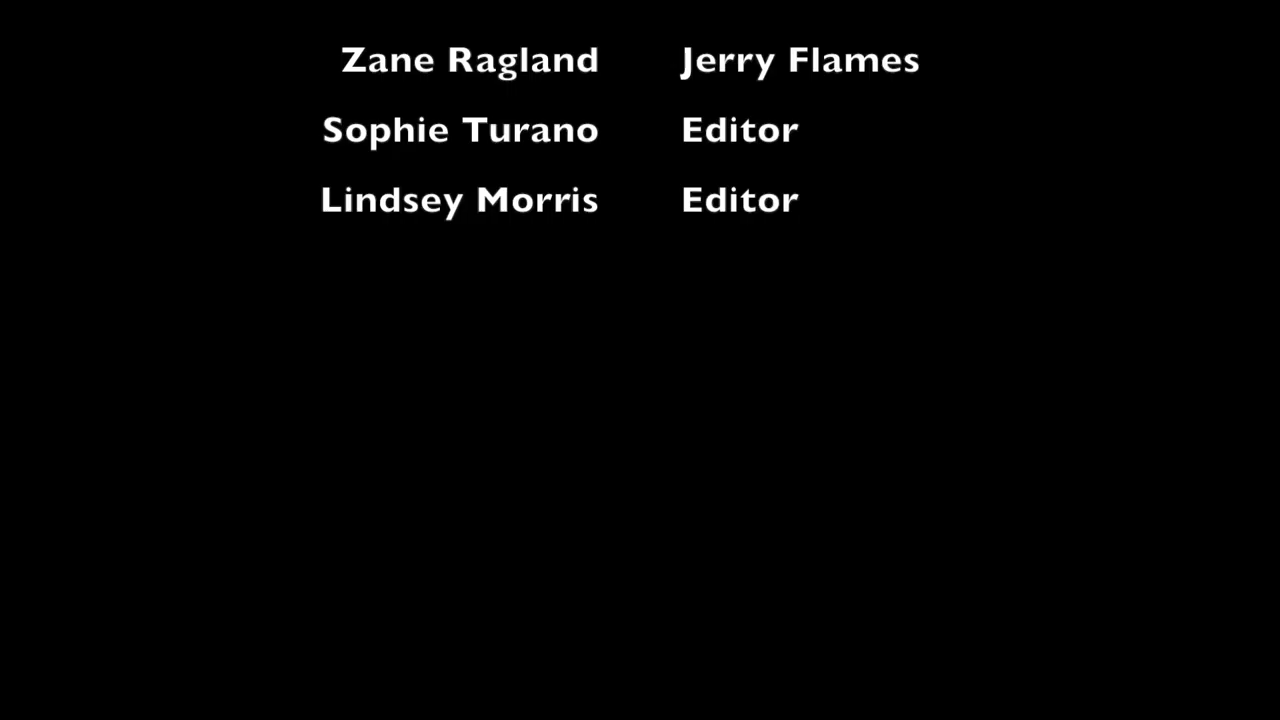 Zane Ragland Jerry Flames
Sophie Turano Editor
Lindsey Morris Editor